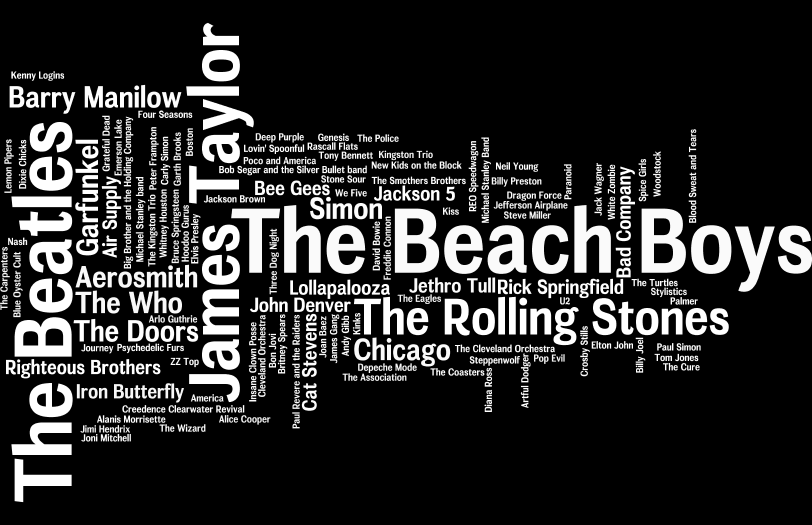 Kenny Logins
Barry Manilow
Four Seasons
James Taylor
The Beatles
Lemon Pipers
Dixie Chicks
Garfunkel
Grateful Dead
Air Supply
Emerson Lake
Big Brother and the Holding Company
Michael Stanley band
The Kingston Trio
Peter Frampton
Whitney Houston
Carly Simon
Bruce Springsteen
Garth Brooks
Hoodoo Gurus
Boston
Elvis Presley
Deep Purple
Genesis
The Police
Lovin' Spoonful
Rascall Flats
Tony Bennett
Kingston Trio
Poco and America
New Kids on the Block
Bob Segar and the Silver Bullet band
Stone Sour
The Smothers Brothers
Bee Gees
We Five
Jackson 5
Jackson Brown
Simon
Kiss
REO Speedwagon
Michael Stanley Band
Neil Young
Billy Preston
Dragon Force
Jefferson Airplane
Steve Miller
Paranoid
Jack Wagner
White Zombie
Bad Company
Spice Girls
Woodstock
Blood Sweat and Tears
The Beach Boys
Nash
The Carpenters
Blue Oyster Cult
Aerosmith
The Who
Arlo Guthrie
The Doors
Journey
Psychedelic Furs
Righteous Brothers
ZZ Top
Iron Butterfly
America
Creedence Clearwater Revival
Alanis Morrisette
Alice Cooper
Jimi Hendrix
The Wizard
Joni Mitchell
Three Dog Night
David Bowie
Freddie Connon
Lollapalooza
Jethro Tull
Rick Springfield
The Turtles
Stylistics
John Denver
The Eagles
U2
Palmer
The Rolling Stones
Insane Clown Posse
Cleveland Orchestra
Bon Jovi
Britney Spears
Paul Revere and the Raiders
Cat Stevens
Joan Baez
James Gang
Andy Gibb
Kinks
Chicago
The Cleveland Orchestra
Steppenwolf
Pop Evil
Depeche Mode
The Association
The Coasters
Diana Ross
Artful Dodger
Crosby Stills
Elton John
Billy Joel
Paul Simon
Tom Jones
The Cure